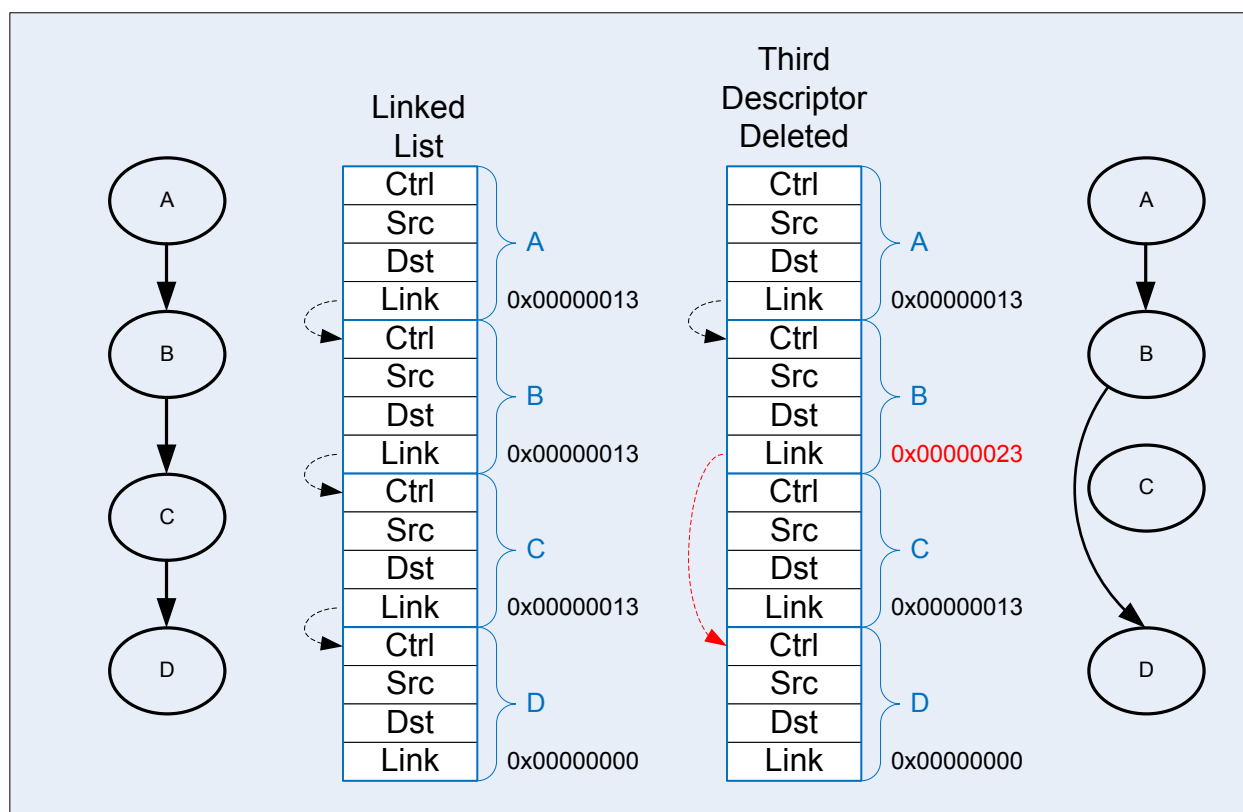 Linked
List
Third
Descriptor
Deleted
A
B
C
D
Ctrl
Src
Dst
Link
A
0x00000013
Ctrl
Src
Dst
Link
B
0x00000013
Ctrl
Src
Dst
Link
C
0x00000013
Ctrl
Src
Dst
Link
D
0x00000000
Ctrl
Src
Dst
Link
A
0x00000013
Ctrl
Src
Dst
Link
B
0x00000023
Ctrl
Src
Dst
Link
C
0x00000013
Ctrl
Src
Dst
Link
D
0x00000000
A
B
C
D